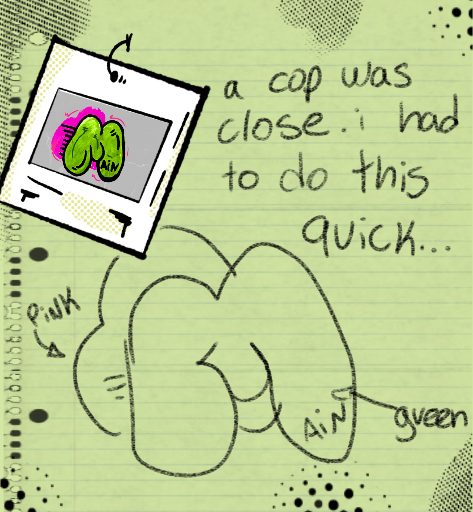 a cop was
close. i had
to do this
quick...
AiN
PiNK
AiN
green